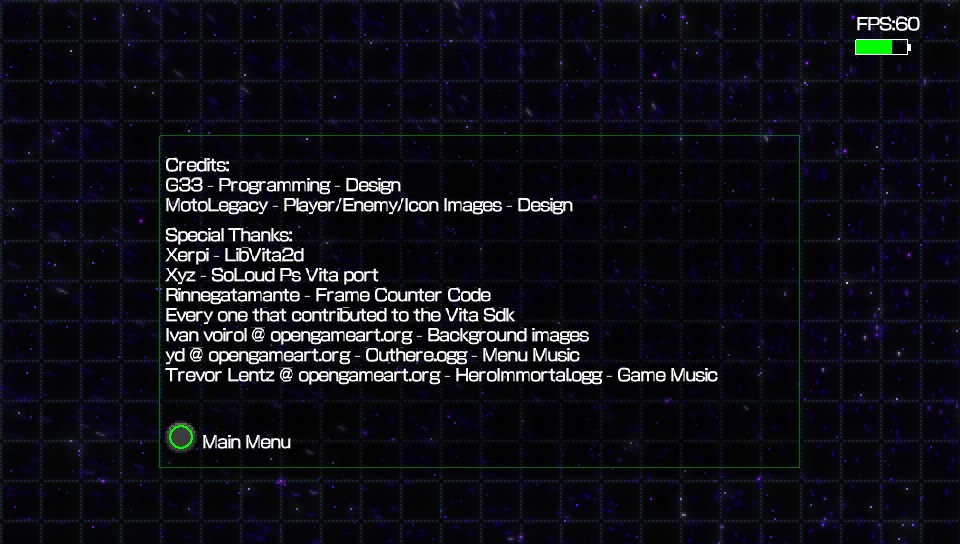 FPS:60
Credits:
G33 - Programming - Design
MotoLegacy - Player/Enemy/Icon Images - Design
Special Thanks:
Xerpi - LibVita2d
Xyz - SoLoud Ps Vita port
Rinnegatamante - Frame Counter Code
Every one that contributed to the Vita Sdk
Ivan voirol @ opengameart.org - Background images
yd @ opengameart.org - Outhere.ogg - Menu Music
Trevor Lentz @ opengameart.org - HeroImmortal.ogg - Game Music
Main Menu